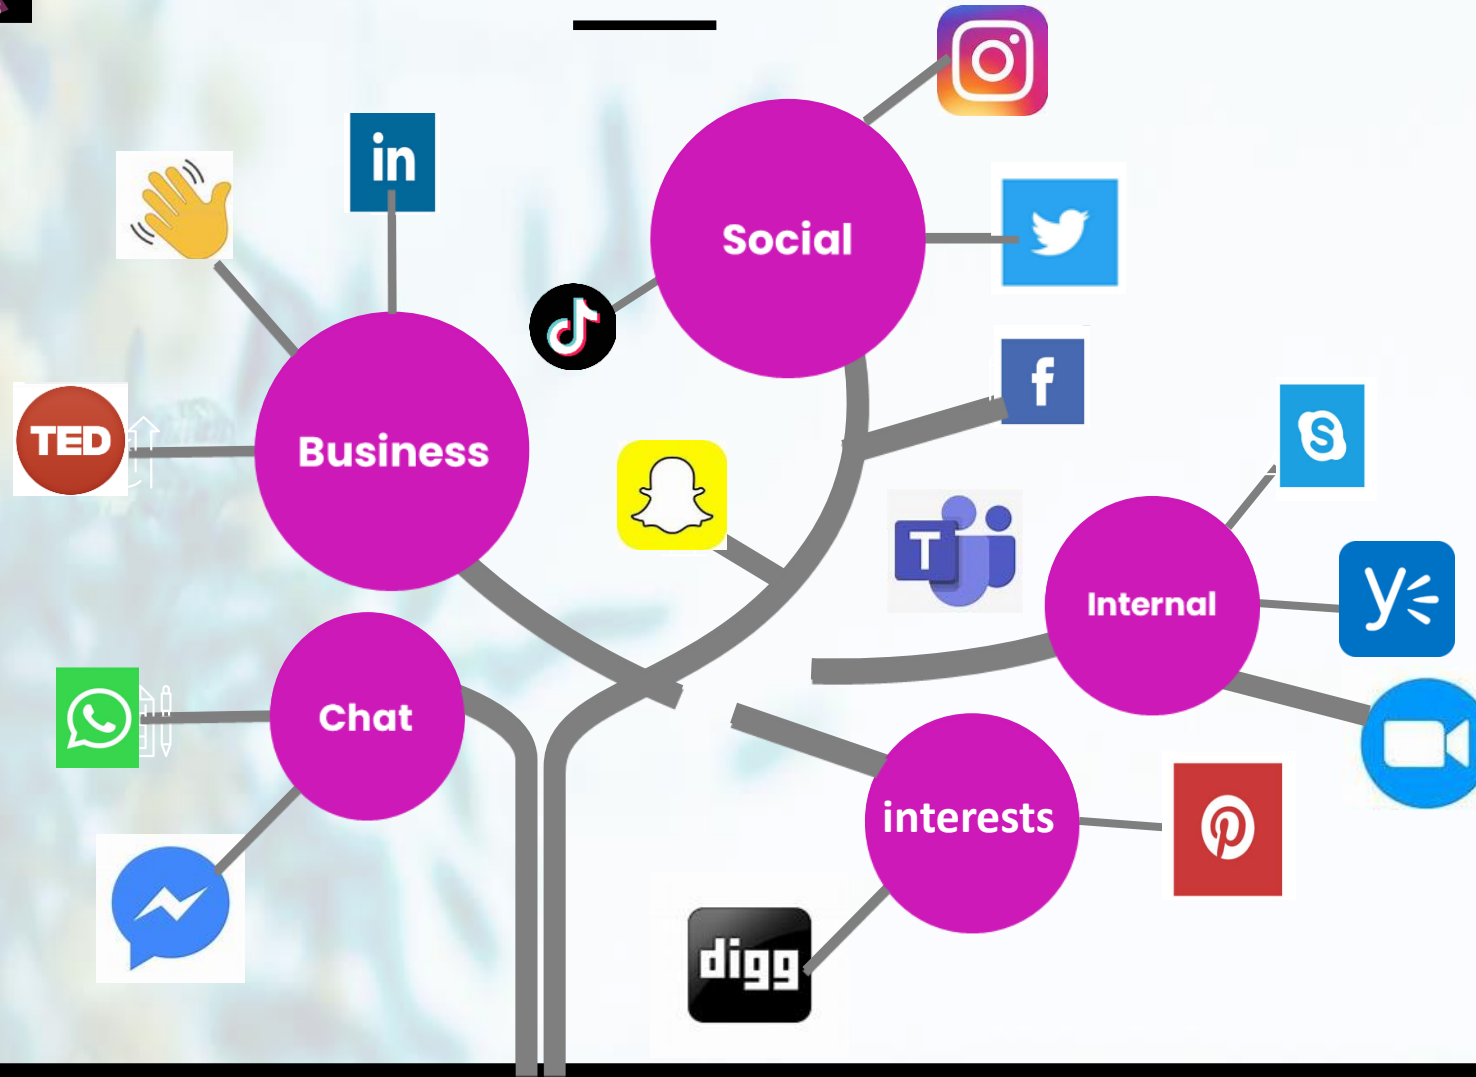 in
Social
TED
Business
f
S
T
Internal
y
Chat
interests
digg